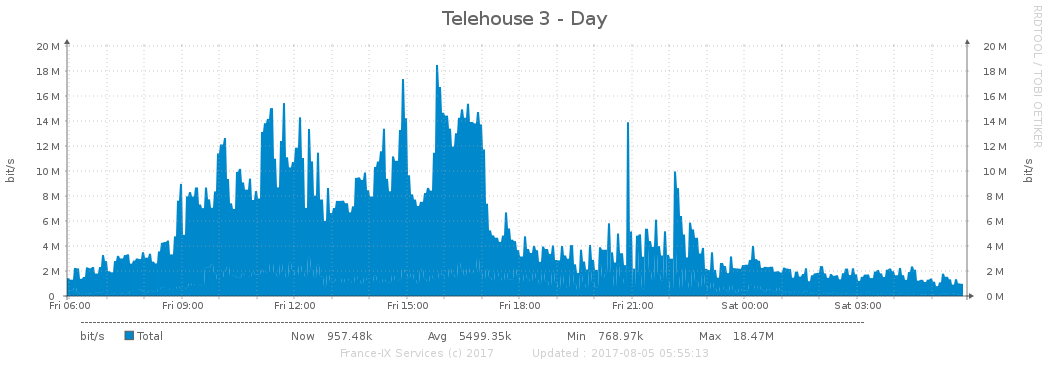 Telehouse 3 - Day
RRDTOOL / TOBI OETIKER
20 M 20 M
18 M 18 M
16 M 16 M
14 M 14 M
12 M 12 M
10 M 10 M
8 M 8 M
6 M 6 M
4 M 4 M
2 M 2 M
0 0 M
bit/s bit/s
Fri 06:00 Fri 09:00 Fri 12:00 Fri 15:00 Fri 18:00 Fri 21:00 Sat 00:00 Sat 03:00
bit/s Total Now 957.48k Avg 5499.35k Min 768.97k Max 18.47M
France-IX Services (c) 2017 Updated : 2017-08-05 05:55:13